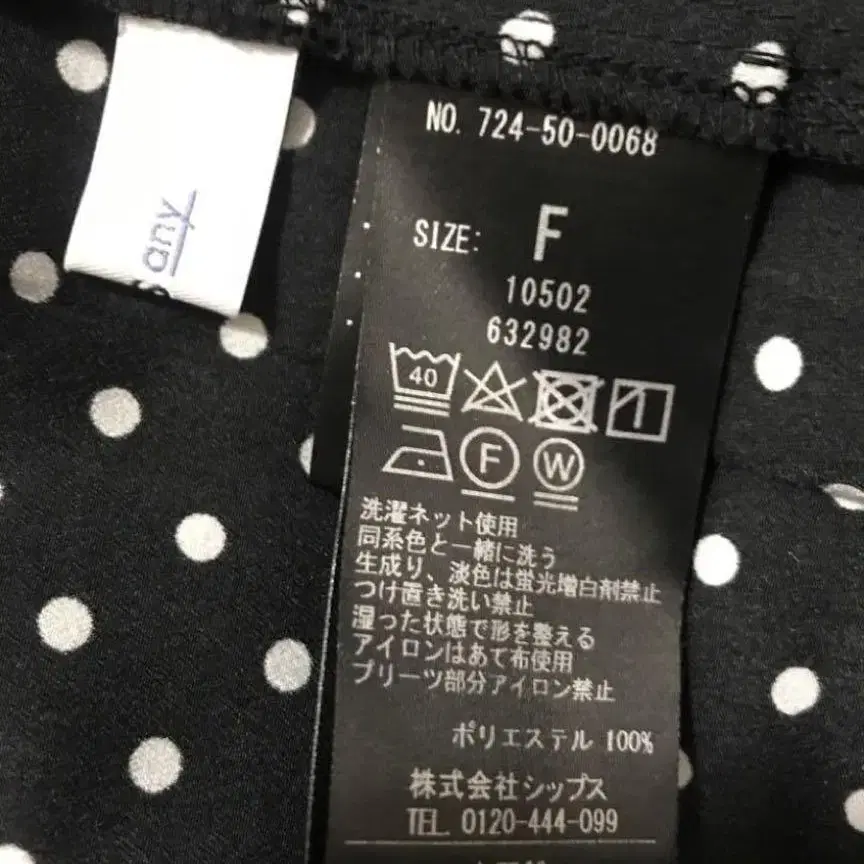 any
NO. 724-50-0068
SIZE: F
10502
632982
40
F W
洗濯ネット使用
同系色と一緒に洗う
生成り、淡色は蛍光増白剤禁止
つけ置き洗い禁止
湿った状態で形を整える
アイロンはあて布使用
プリーツ部分アイロン禁止
ポリエステル 100%
株式会社シップス
TEL. 0120-444-099